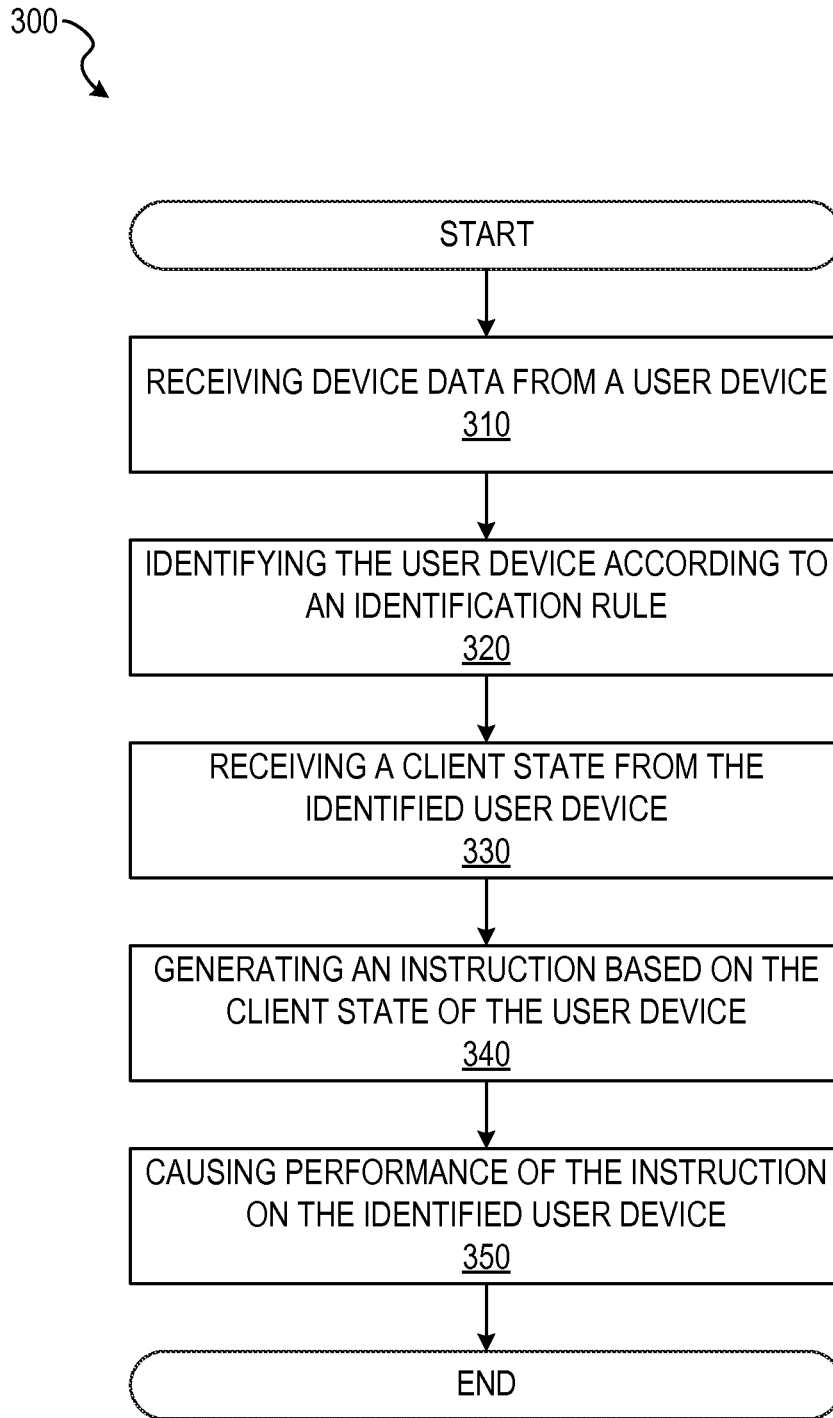 300
START
RECEIVING DEVICE DATA FROM A USER DEVICE
310
IDENTIFYING THE USER DEVICE ACCORDING TO
AN IDENTIFICATION RULE
320
RECEIVING A CLIENT STATE FROM THE
IDENTIFIED USER DEVICE
330
GENERATING AN INSTRUCTION BASED ON THE
CLIENT STATE OF THE USER DEVICE
340
CAUSING PERFORMANCE OF THE INSTRUCTION
ON THE IDENTIFIED USER DEVICE
350
END